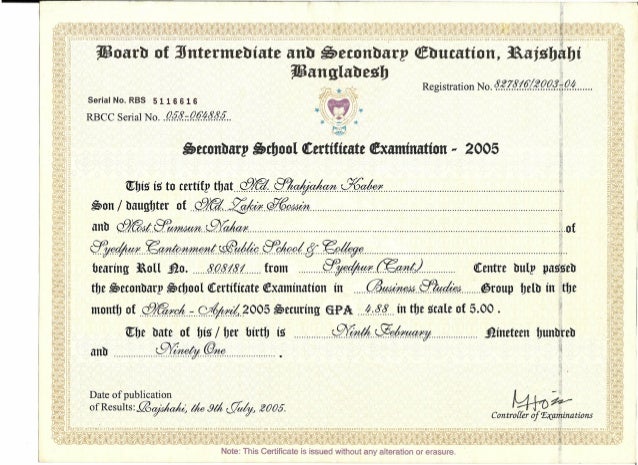 Board of Intermediate and Secondary Education, Rajshahi
Bangladesh
Registration No. 827816/2003-04
Serial No. RBS 5116616
RBCC Serial No. 058-064885
Secondary School Certificate Examination - 2005
This is to certify that Md. Shahjahan Kaber
Son / daughter of Md. Zakir Hossin
and Most. Sumsun Nahar of
Syedpur Cantonment Public School & College
bearing Roll No. 808181 from Syedpur (Cant.) Centre duly passed
the Secondary School Certificate Examination in Business Studies Group held in the
month of March - April, 2005 Securing GPA 4.88 in the scale of 5.00 .
The date of his / her birth is Ninth February Nineteen hundred
and Ninety One .
Date of publication
of Results: Rajshahi, the 9th July, 2005.
Controller of Examinations
Note: This Certificate is issued without any alteration or erasure.